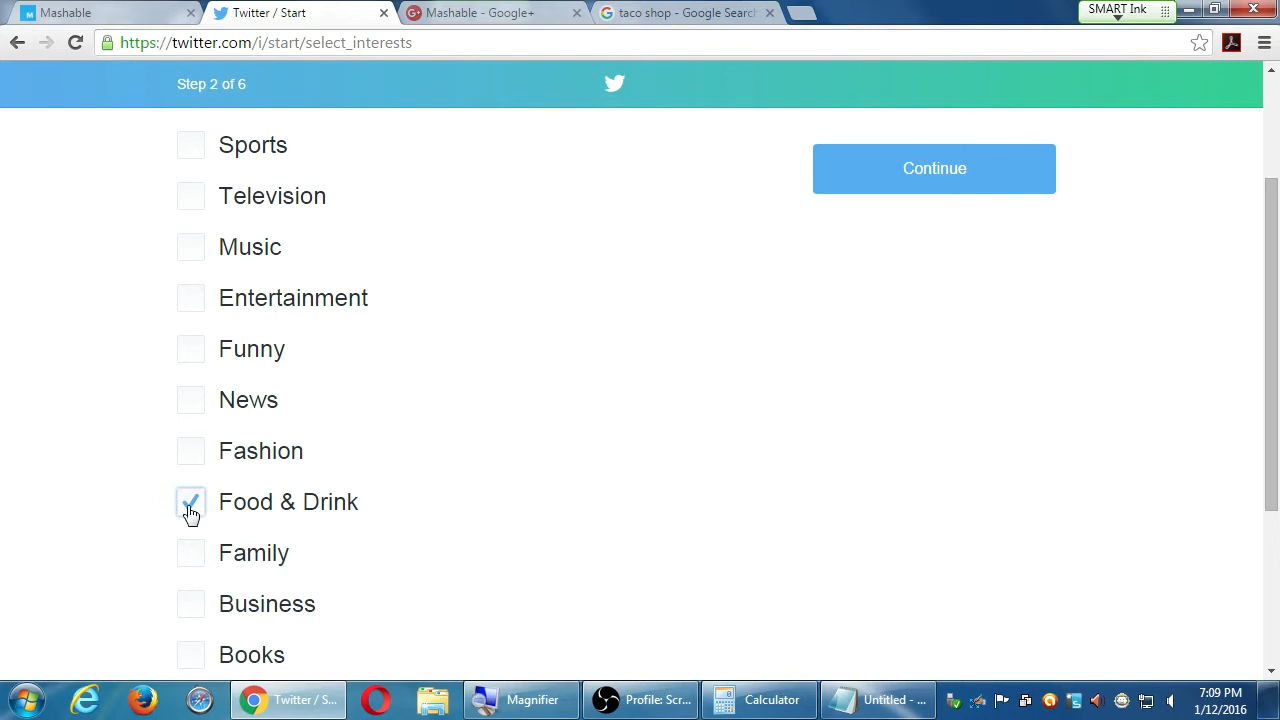 Mashable
Twitter / Start
Mashable - Google+
taco shop - Google Searc
SMART Ink
https://twitter.com/i/start/select_interests
Step 2 of 6
Sports
Continue
Television
Music
Entertainment
Funny
News
Fashion
Food & Drink
Family
Business
Books
Twitter / S...
Magnifier
Profile: Scr...
Calculator
Untitled - ...
7:09 PM
1/12/2016